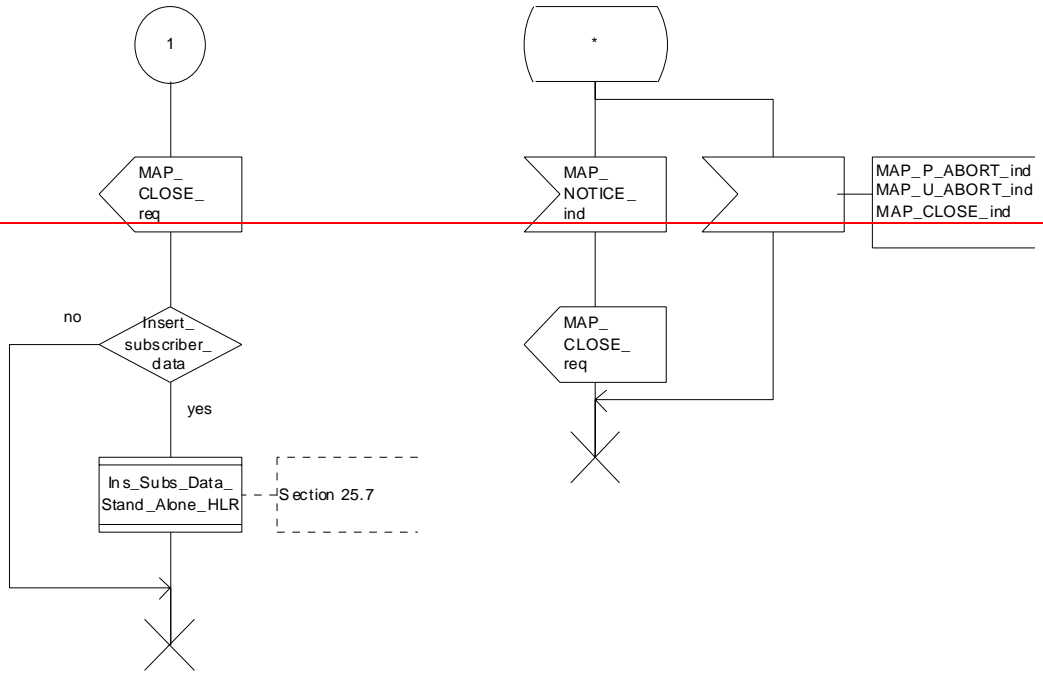 1
MAP_
CLOSE_
req
no
Insert_
subscriber_
data
yes
Ins_Subs_Data_
Stand_Alone_HLR
Section 25.7
*
MAP_
NOTICE_
ind
MAP_P_ABORT_ind
MAP_U_ABORT_ind
MAP_CLOSE_ind
MAP_
CLOSE_
req